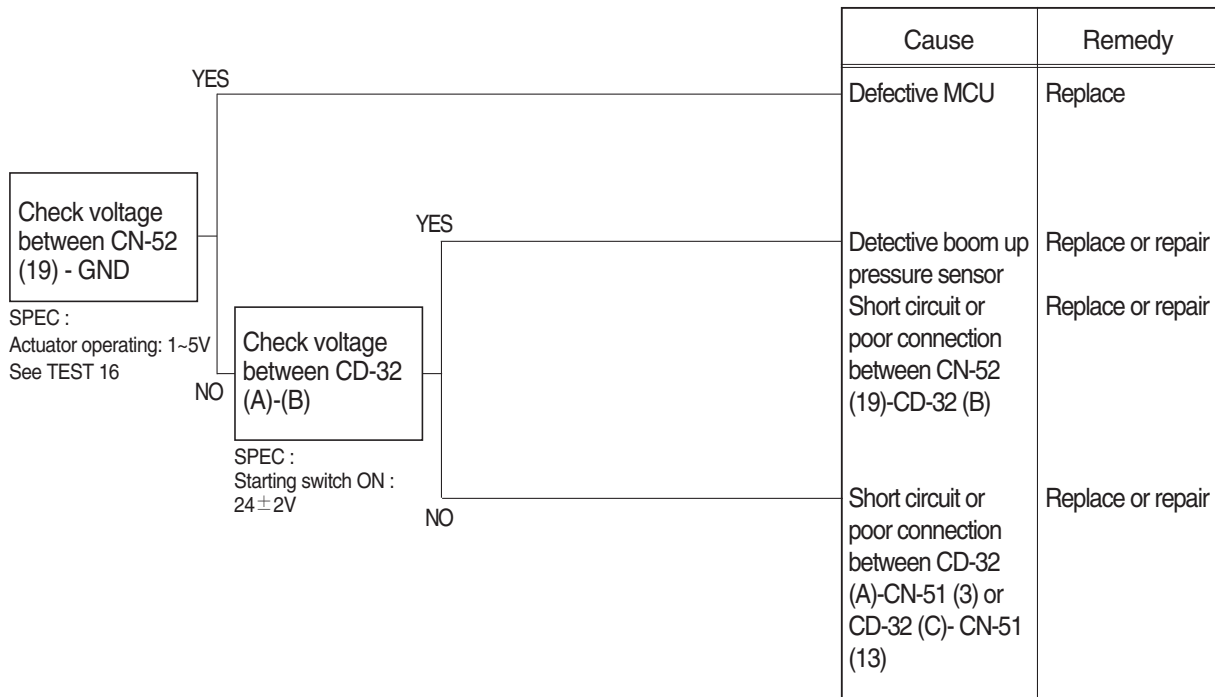 Cause
Remedy
YES
Defective MCU
Replace
Check voltage
between CN-52
(19) - GND
SPEC :
Actuator operating: 1~5V
See TEST 16
NO
YES
Detective boom up
pressure sensor
Replace or repair
Short circuit or
poor connection
between CN-52
(19)-CD-32 (B)
Replace or repair
Check voltage
between CD-32
(A)-(B)
SPEC :
Starting switch ON :
24±2V
NO
Short circuit or
poor connection
between CD-32
(A)-CN-51 (3) or
CD-32 (C)- CN-51
(13)
Replace or repair